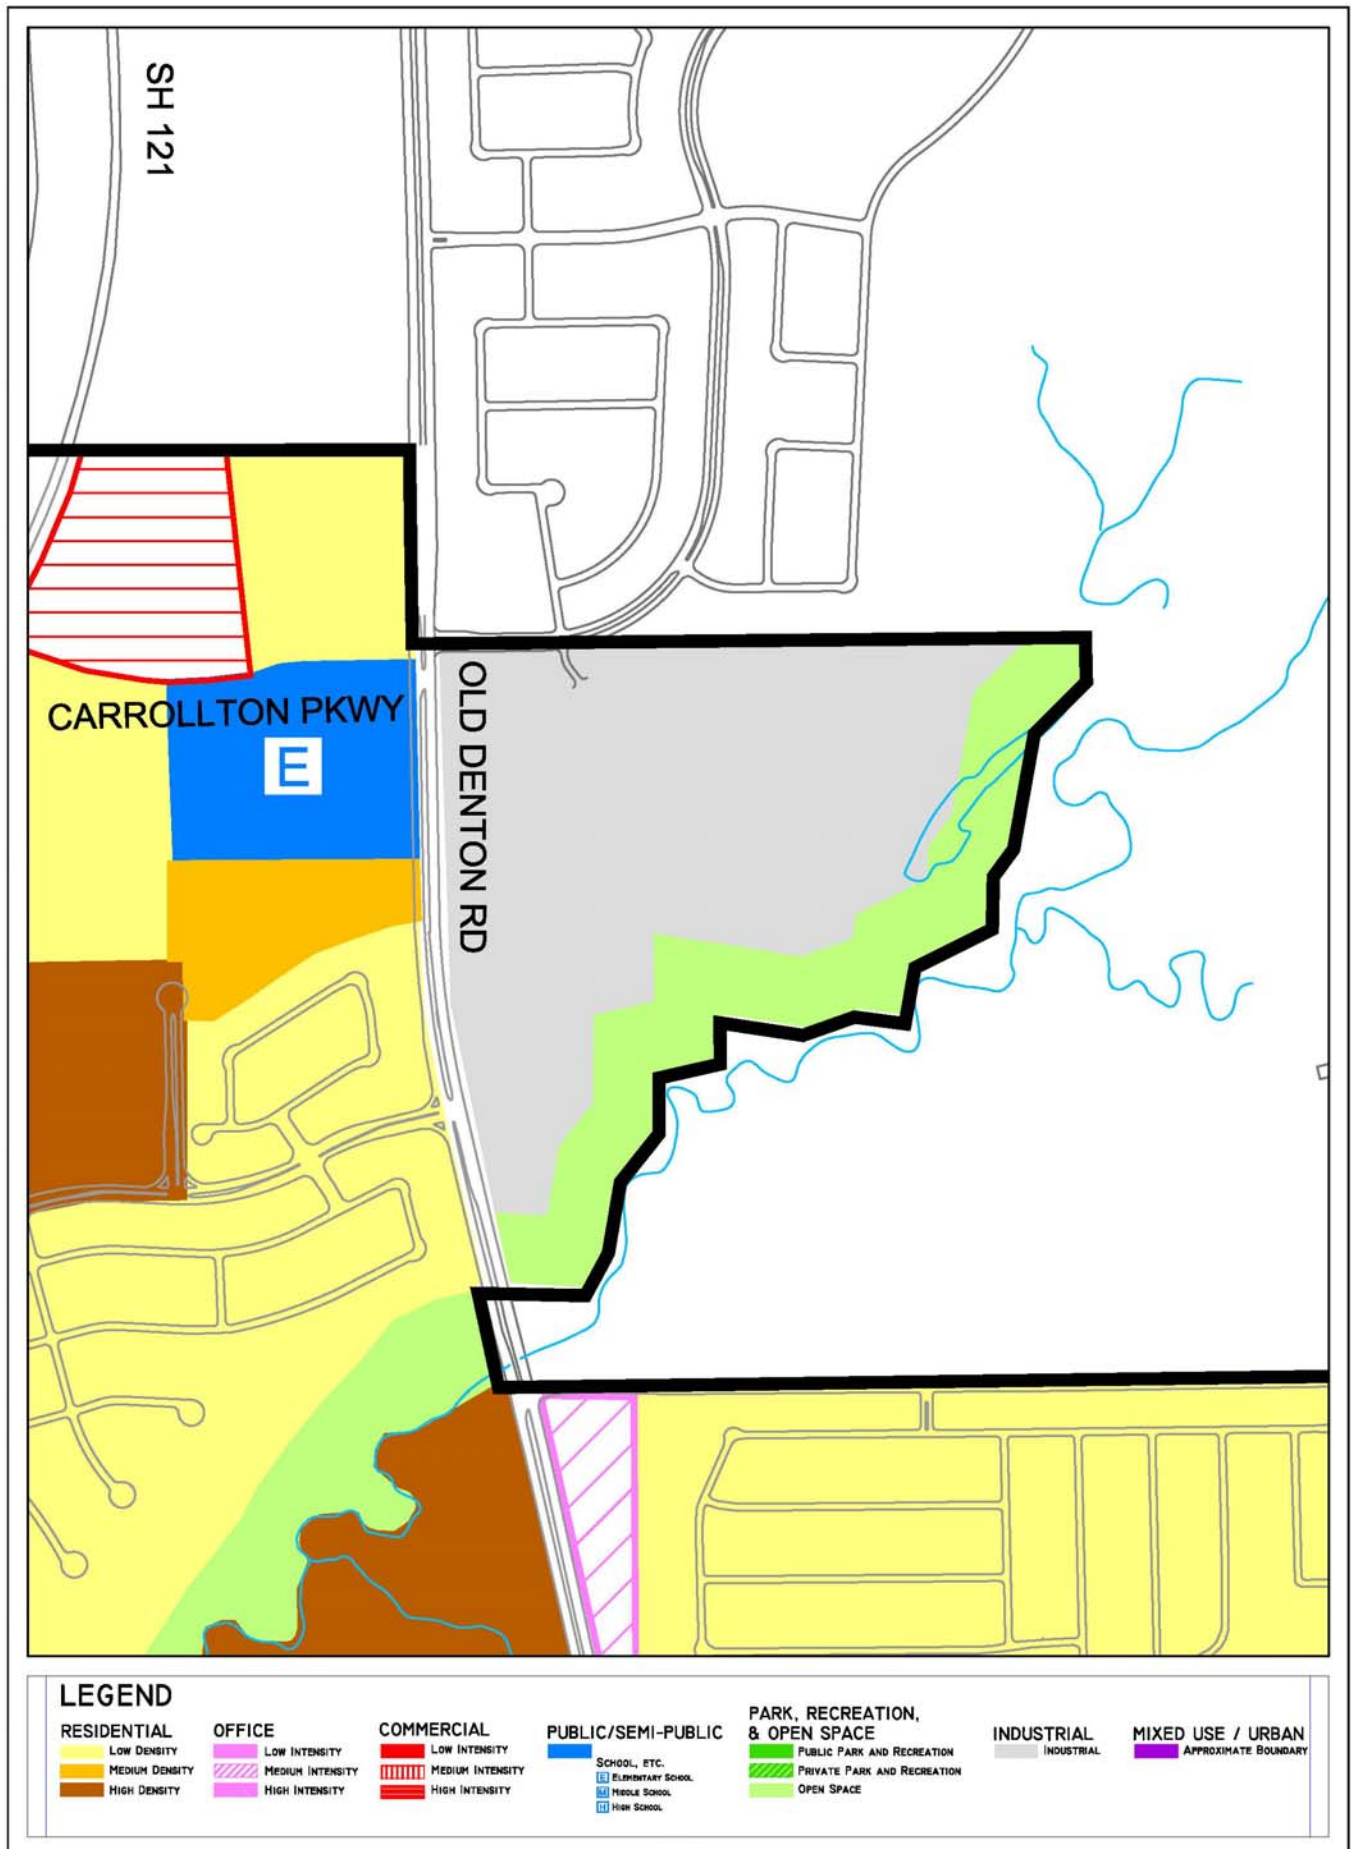 SH 121
CARROLLTON PKWY
E
OLD DENTON RD
LEGEND
RESIDENTIAL
LOW DENSITY
MEDIUM DENSITY
HIGH DENSITY
OFFICE
LOW INTENSITY
MEDIUM INTENSITY
HIGH INTENSITY
COMMERCIAL
LOW INTENSITY
MEDIUM INTENSITY
HIGH INTENSITY
PUBLIC/SEMI-PUBLIC
SCHOOL, ETC.
E ELEMENTARY SCHOOL
M MIDDLE SCHOOL
H HIGH SCHOOL
PARK, RECREATION,
& OPEN SPACE
PUBLIC PARK AND RECREATION
PRIVATE PARK AND RECREATION
OPEN SPACE
INDUSTRIAL
INDUSTRIAL
MIXED USE / URBAN
APPROXIMATE BOUNDARY